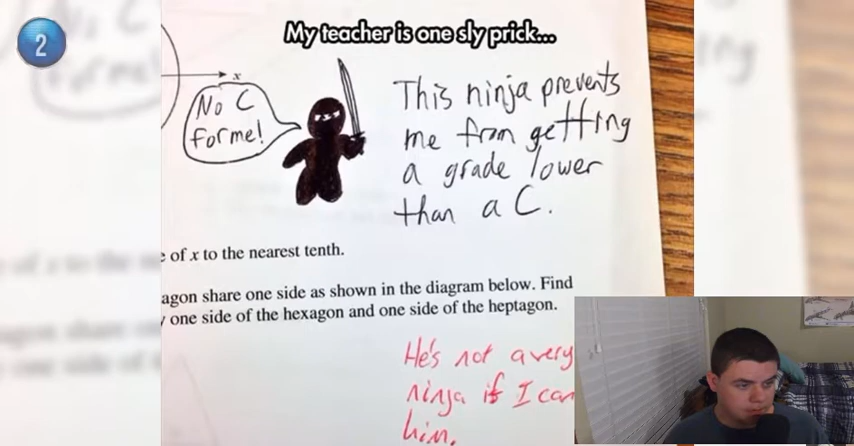 2
My teacher is one sly prick...
x
No C
for me!
This ninja prevents
me from getting
a grade lower
than a C.
of x to the nearest tenth.
agon share one side as shown in the diagram below. Find
one side of the hexagon and one side of the heptagon.
He's not a very
ninja if I can
him.